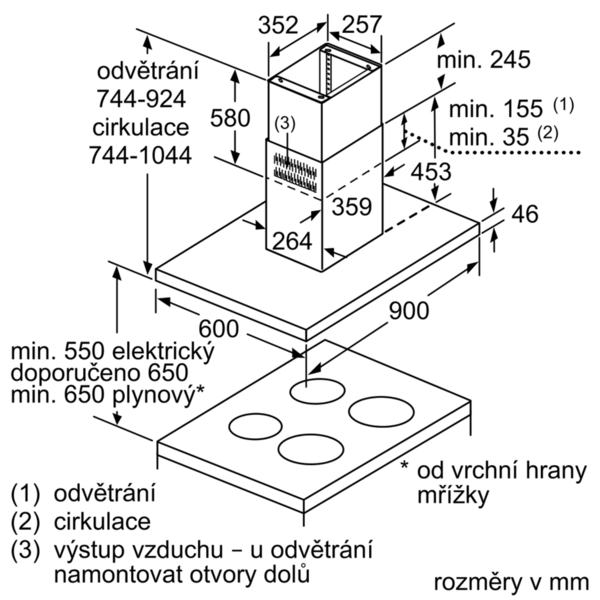 352
257
odvětrání
744-924
cirkulace
744-1044
580
(3)
min. 245
min. 155 (1)
min. 35 (2)
453
359
264
46
600
900
min. 550 elektrický
doporučeno 650
min. 650 plynový*
* od vrchní hrany
mřížky
(1) odvětrání
(2) cirkulace
(3) výstup vzduchu – u odvětrání
namontovat otvory dolů
rozměry v mm